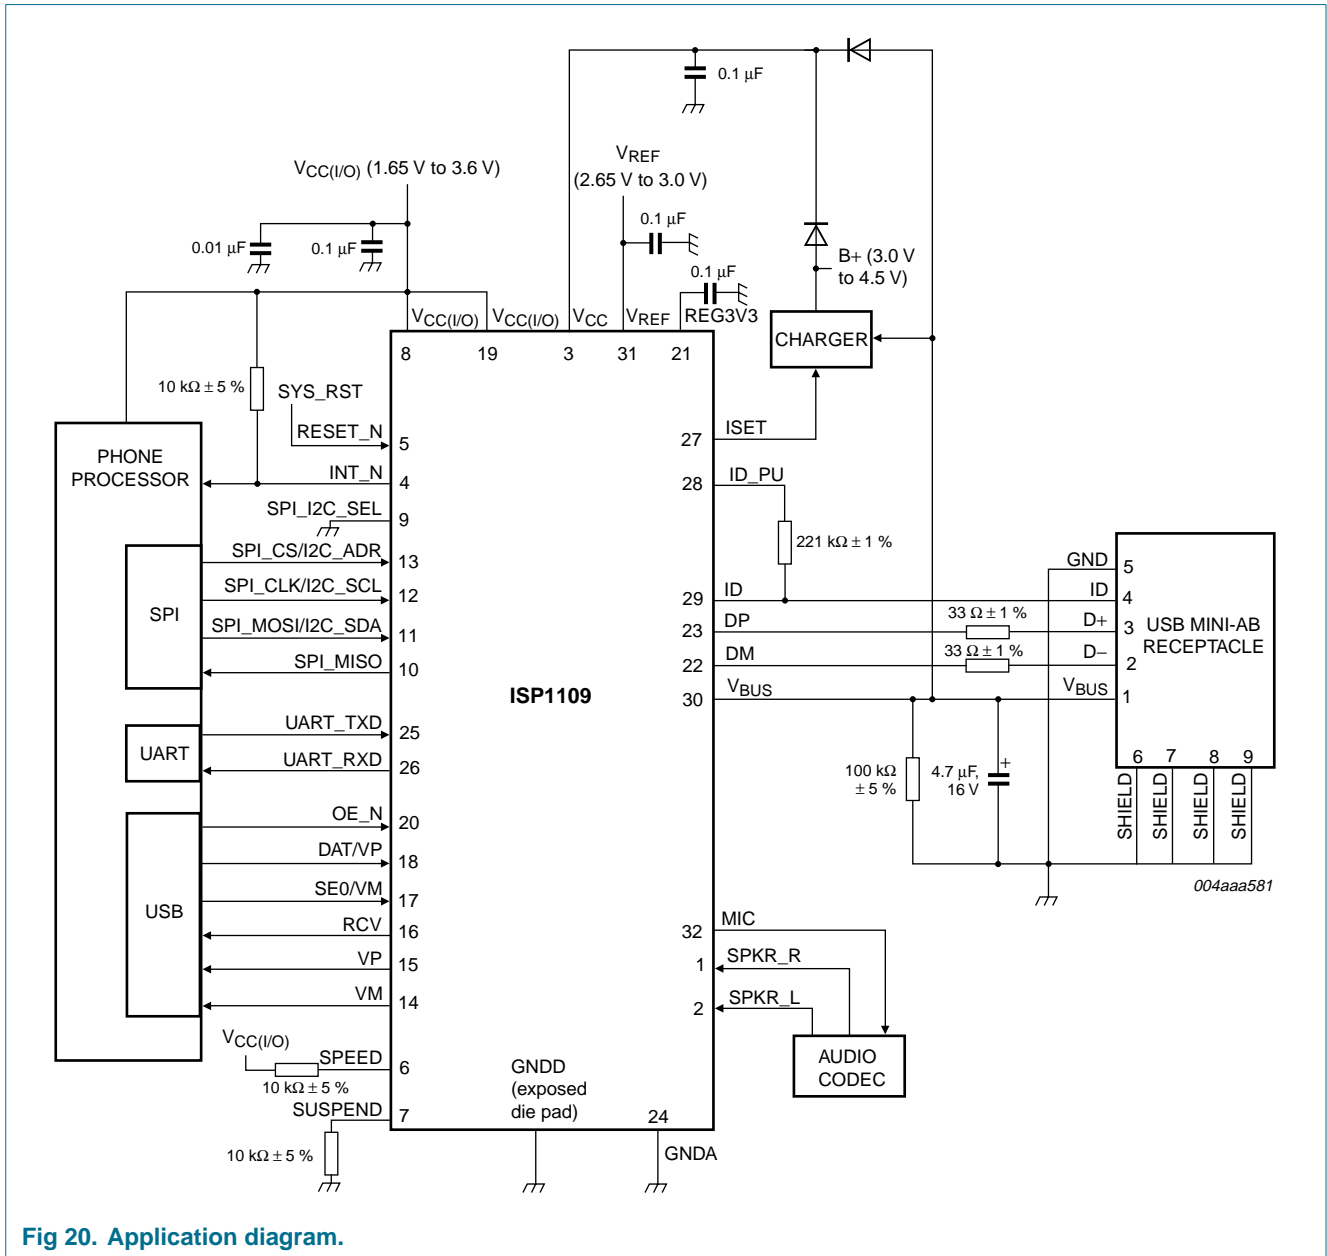 0.1 μF
VCC(I/O) (1.65 V to 3.6 V)
VREF
(2.65 V to 3.0 V)
0.01 μF
0.1 μF
0.1 μF
0.1 μF
B+ (3.0 V
to 4.5 V)
VCC(I/O)
VCC(I/O)
VCC
VREF
REG3V3
8
19
3
31
21
CHARGER
10 kΩ ± 5 %
SYS_RST
RESET_N
5
27
ISET
PHONE
PROCESSOR
INT_N
4
28
ID_PU
SPI_I2C_SEL
9
221 kΩ ± 1 %
SPI
SPI_CS/I2C_ADR
13
SPI_CLK/I2C_SCL
12
SPI_MOSI/I2C_SDA
11
SPI_MISO
10
ISP1109
29
ID
23
DP
33 Ω ± 1 %
22
DM
33 Ω ± 1 %
30
VBUS
GND
5
ID
4
D+
3
D−
2
VBUS
1
USB MINI-AB
RECEPTACLE
6
7
8
9
SHIELD
SHIELD
SHIELD
SHIELD
UART
UART_TXD
25
UART_RXD
26
100 kΩ
± 5 %
4.7 μF,
16 V
+
004aaa581
USB
OE_N
20
DAT/VP
18
SE0/VM
17
RCV
16
VP
15
VM
14
32
MIC
1
SPKR_R
2
SPKR_L
AUDIO
CODEC
VCC(I/O)
SPEED
6
10 kΩ ± 5 %
SUSPEND
7
10 kΩ ± 5 %
GNDD
(exposed
die pad)
24
GNDA
Fig 20. Application diagram.